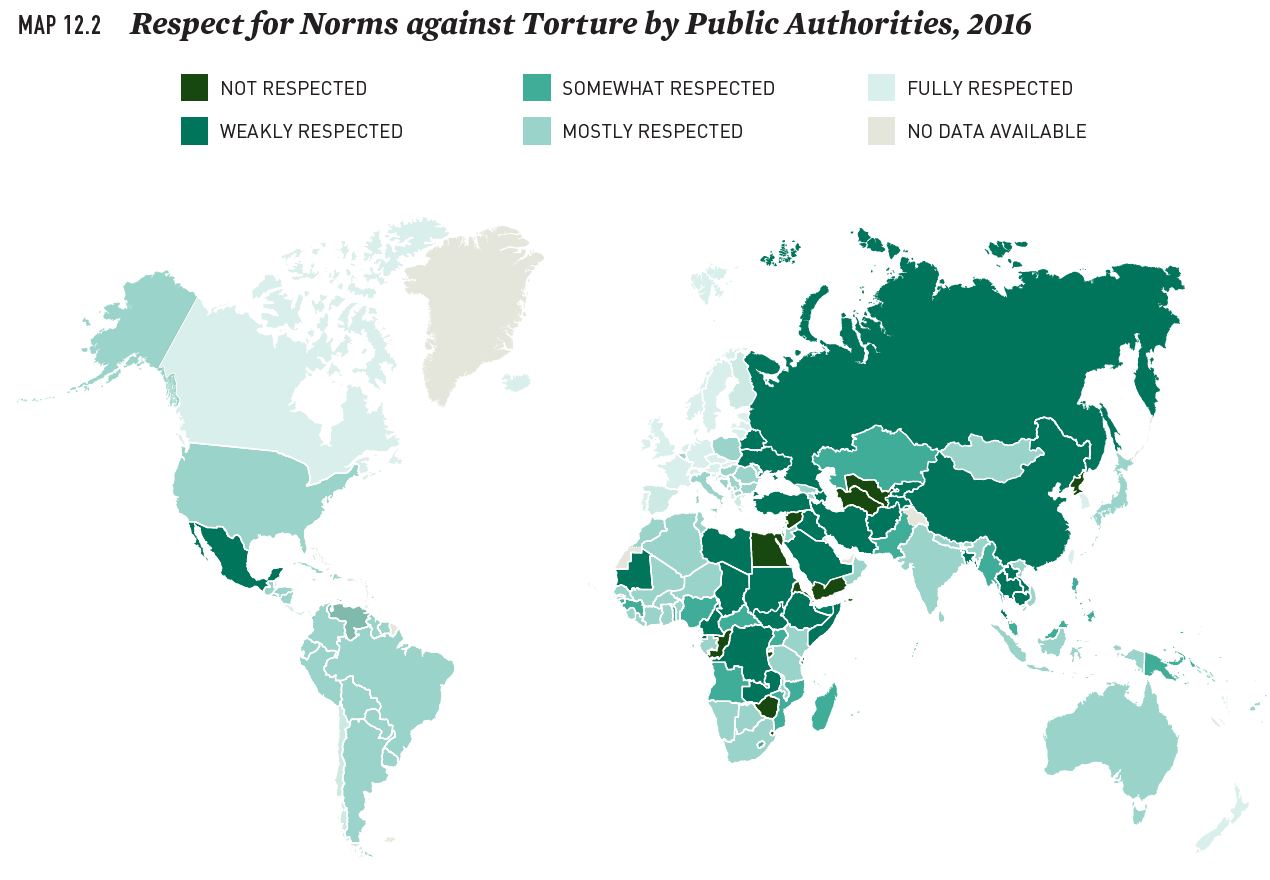 MAP 12.2 Respect for Norms against Torture by Public Authorities, 2016
NOT RESPECTED
SOMEWHAT RESPECTED
FULLY RESPECTED
WEAKLY RESPECTED
MOSTLY RESPECTED
NO DATA AVAILABLE